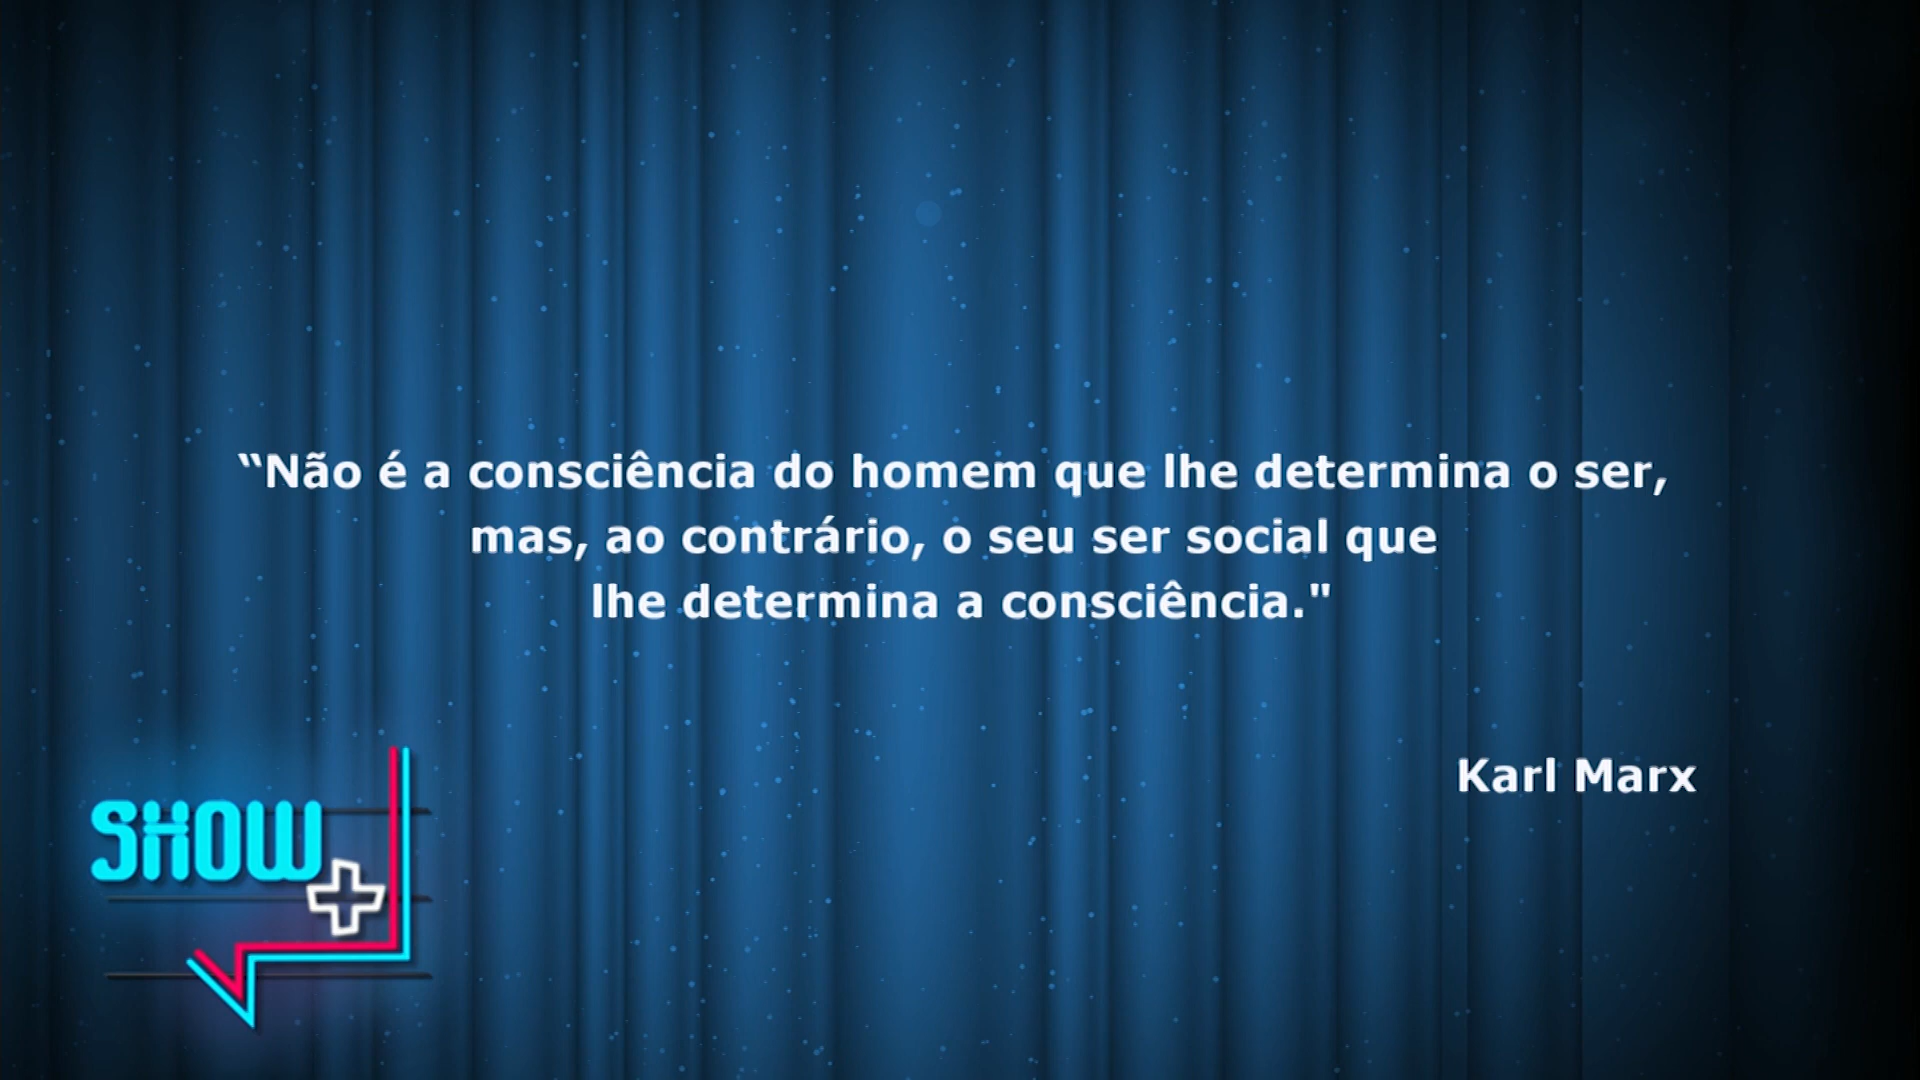 “Não é a consciência do homem que lhe determina o ser,
mas, ao contrário, o seu ser social que
lhe determina a consciência."
Karl Marx
SHOW
+